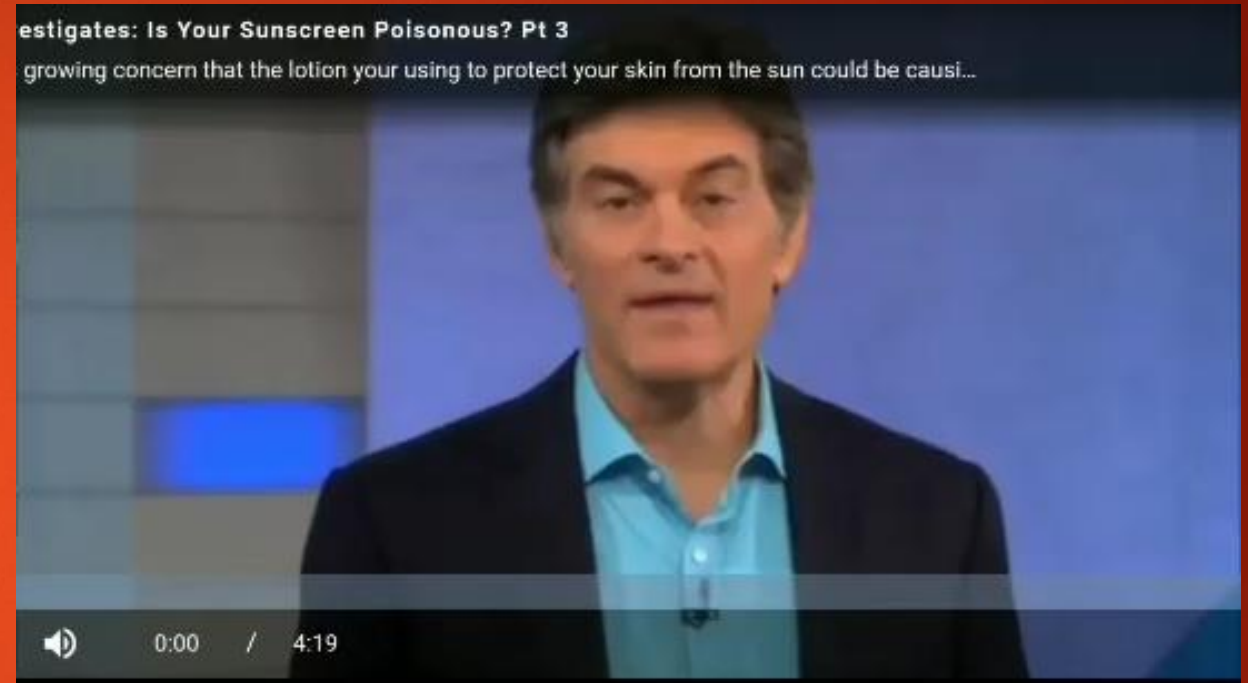 estigates: Is Your Sunscreen Poisonous? Pt 3
growing concern that the lotion your using to protect your skin from the sun could be causi...
0:00 / 4:19